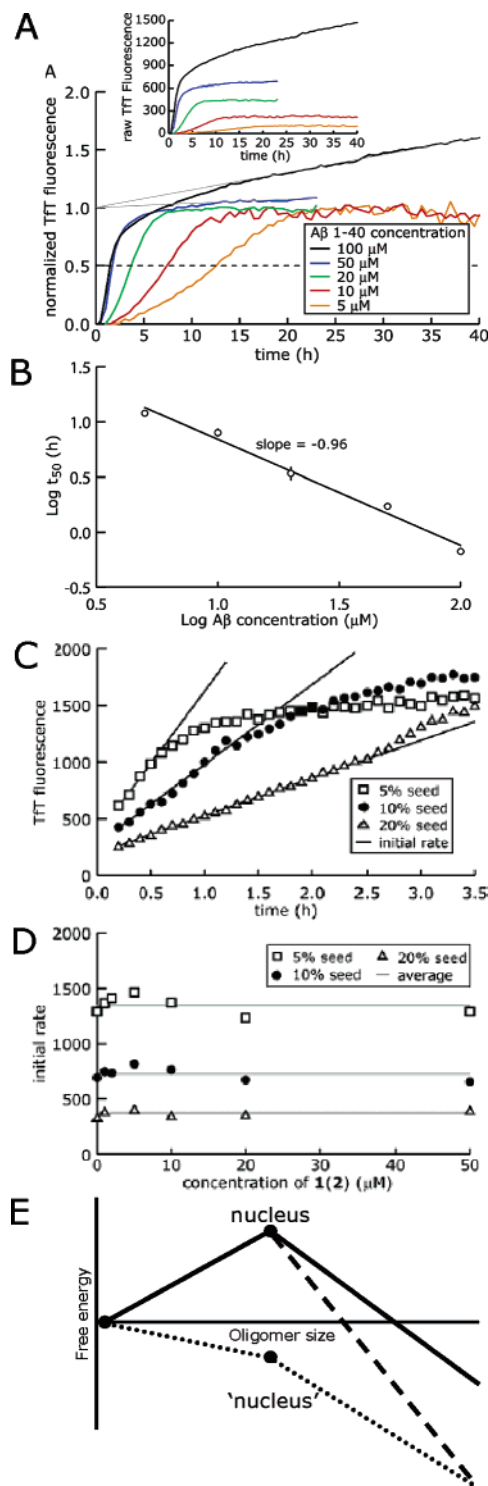 A
A
raw TfT Fluorescence
1500
1200
900
600
300
0
0 5 10 15 20 25 30 35 40
time (h)
normalized TfT fluorescence
2.0
1.5
1.0
0.5
0.0
Aβ 1-40 concentration
100 µM
50 µM
20 µM
10 µM
5 µM
0 5 10 15 20 25 30 35 40
time (h)
B
Log t50 (h)
1.5
1.0
0.5
0.0
-0.5
slope = -0.96
0.5 1.0 1.5 2.0
Log Aβ concentration (µM)
C
TfT fluorescence
2000
1500
1000
500
0
5% seed
10% seed
20% seed
initial rate
0.0 0.5 1.0 1.5 2.0 2.5 3.0 3.5
time (h)
D
initial rate
2000
1500
1000
500
0
5% seed 20% seed
10% seed average
0 10 20 30 40 50
concentration of 1(2) (µM)
E
nucleus
Free energy
Oligomer size
'nucleus'